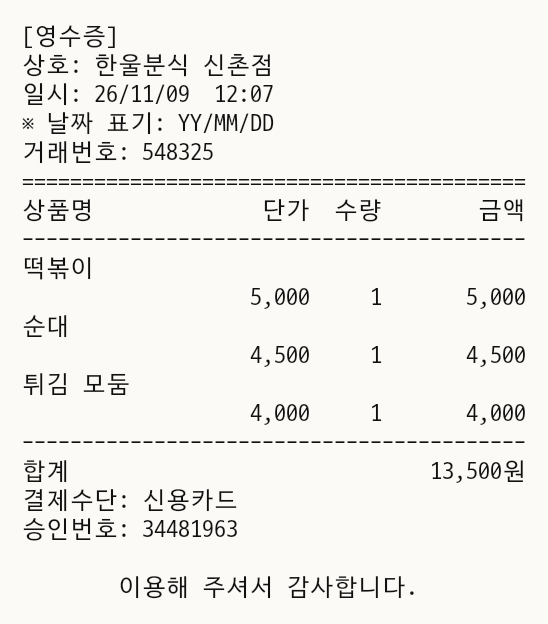 [영수증]
상호: 한울분식 신촌점
일시: 26/11/09  12:07
※ 날짜 표기: YY/MM/DD
거래번호: 548325
==========================================
상품명 단가 수량 금액
------------------------------------------
떡볶이
5,000 1 5,000
순대
4,500 1 4,500
튀김 모둠
4,000 1 4,000
------------------------------------------
합계 13,500원
결제수단: 신용카드
승인번호: 34481963
이용해 주셔서 감사합니다.